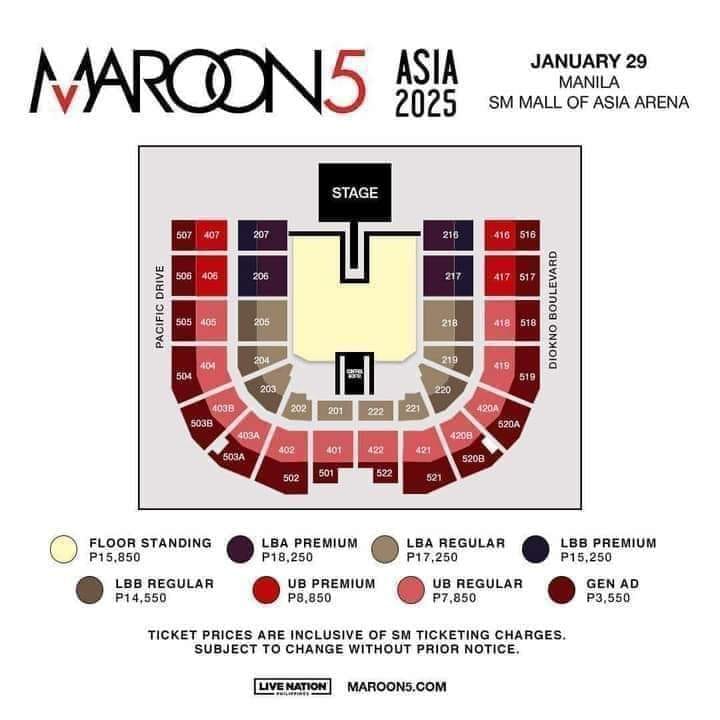 MAROON5
ASIA
2025
JANUARY 29
MANILA
SM MALL OF ASIA ARENA
STAGE
507 407 207 216 416 516
506 406 206 217 417 517
505 405 205 218 418 518
504 404 204 219 419 519
203 220
202 201 222 221
403B 420A
503B 520A
403A 420B
503A 520B
402 401 422 421
502 501 522 521
PACIFIC DRIVE
DIOKNO BOULEVARD
FLOOR STANDING
P15,850
LBA PREMIUM
P18,250
LBA REGULAR
P17,250
LBB PREMIUM
P15,250
LBB REGULAR
P14,550
UB PREMIUM
P8,850
UB REGULAR
P7,850
GEN AD
P3,550
TICKET PRICES ARE INCLUSIVE OF SM TICKETING CHARGES.
SUBJECT TO CHANGE WITHOUT PRIOR NOTICE.
LIVE NATION
PHILIPPINES
MAROON5.COM